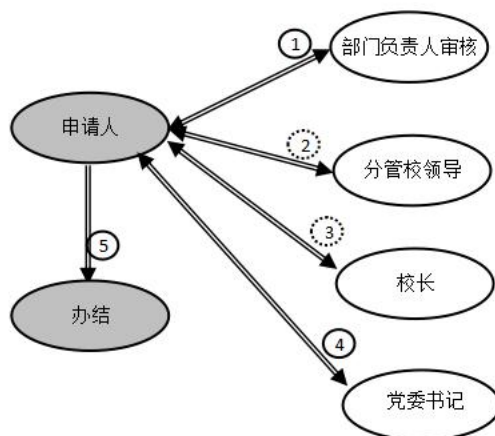 ①
部门负责人审核
申请人
②
分管校领导
③
校长
⑤
办结
④
党委书记